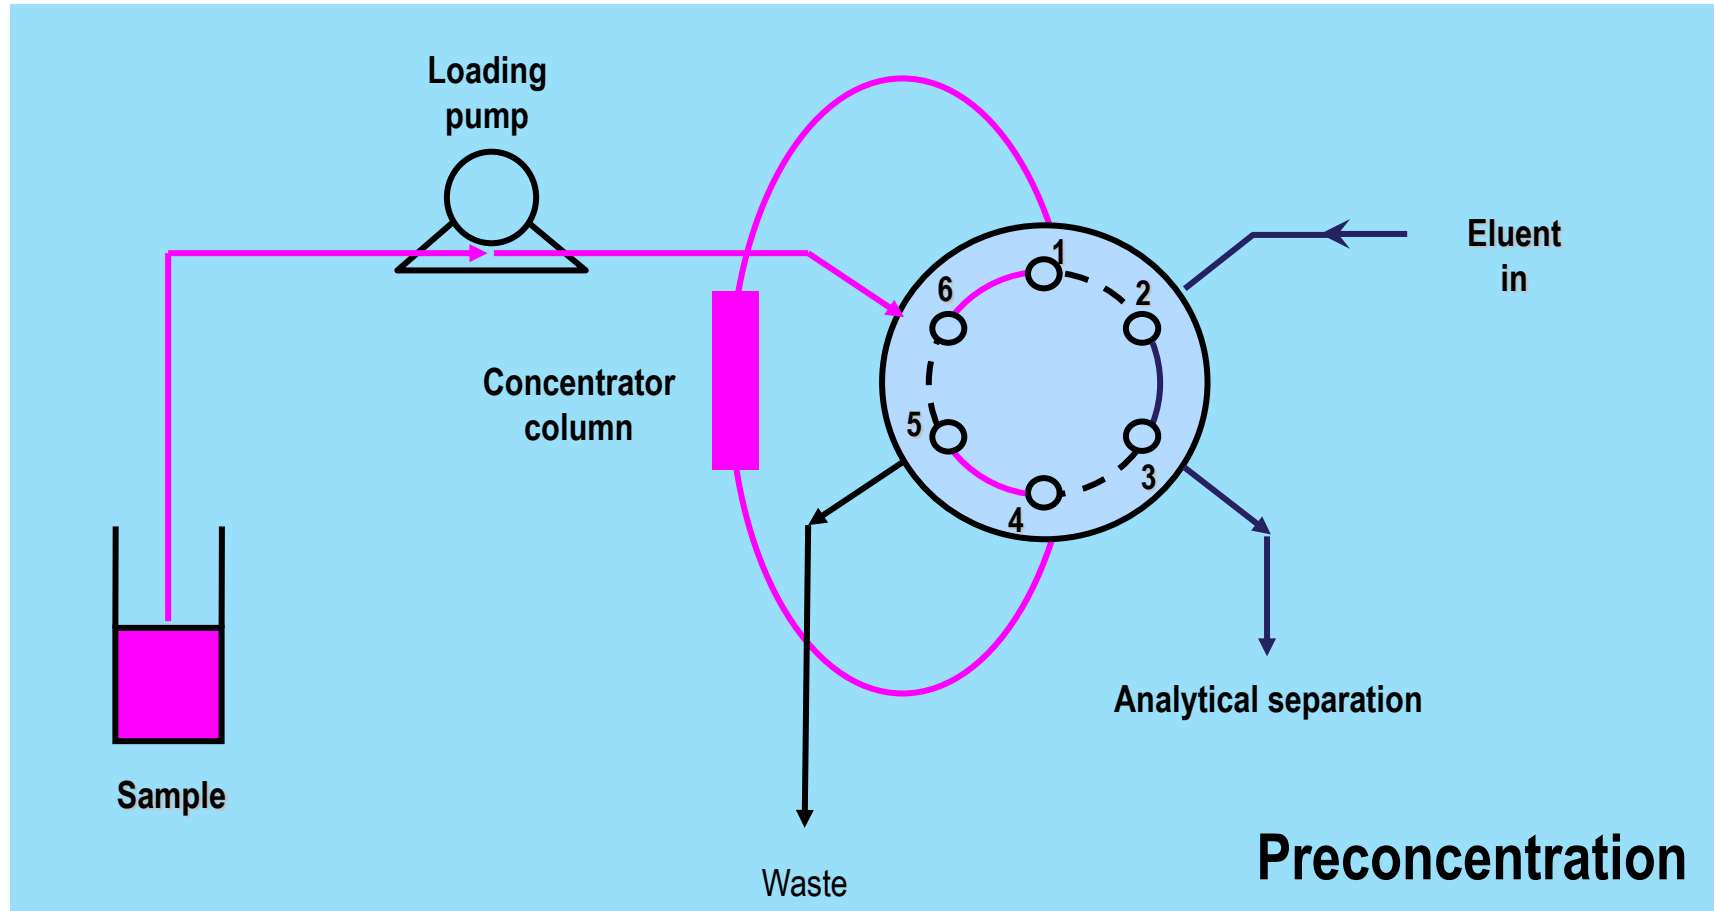 Loading
pump
Eluent
in
1
6
2
Concentrator
column
5
3
4
Analytical separation
Sample
Preconcentration
Waste